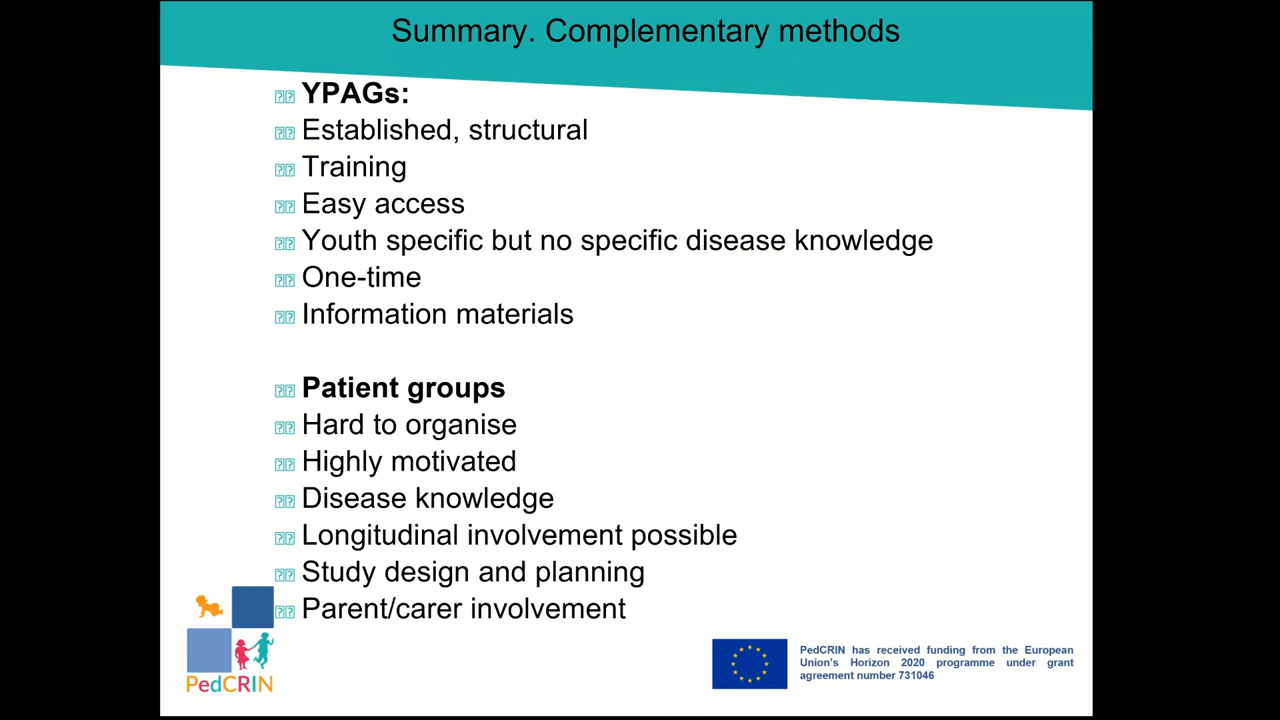 Summary. Complementary methods
YPAGs:
Established, structural
Training
Easy access
Youth specific but no specific disease knowledge
One-time
Information materials
Patient groups
Hard to organise
Highly motivated
Disease knowledge
Longitudinal involvement possible
Study design and planning
Parent/carer involvement
PedCRIN
PedCRIN has received funding from the European
Union's Horizon 2020 programme under grant
agreement number 731046